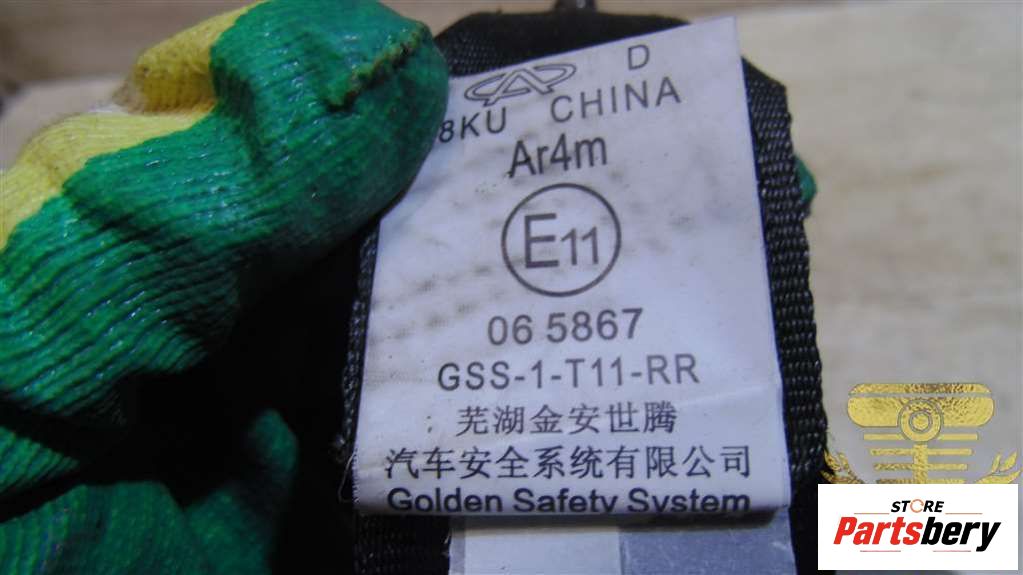 D
8KU CHINA
Ar4m
E11
06 5867
GSS-1-T11-RR
芜湖金安世腾
汽车安全系统有限公司
Golden Safety System
STORE
Partsbery